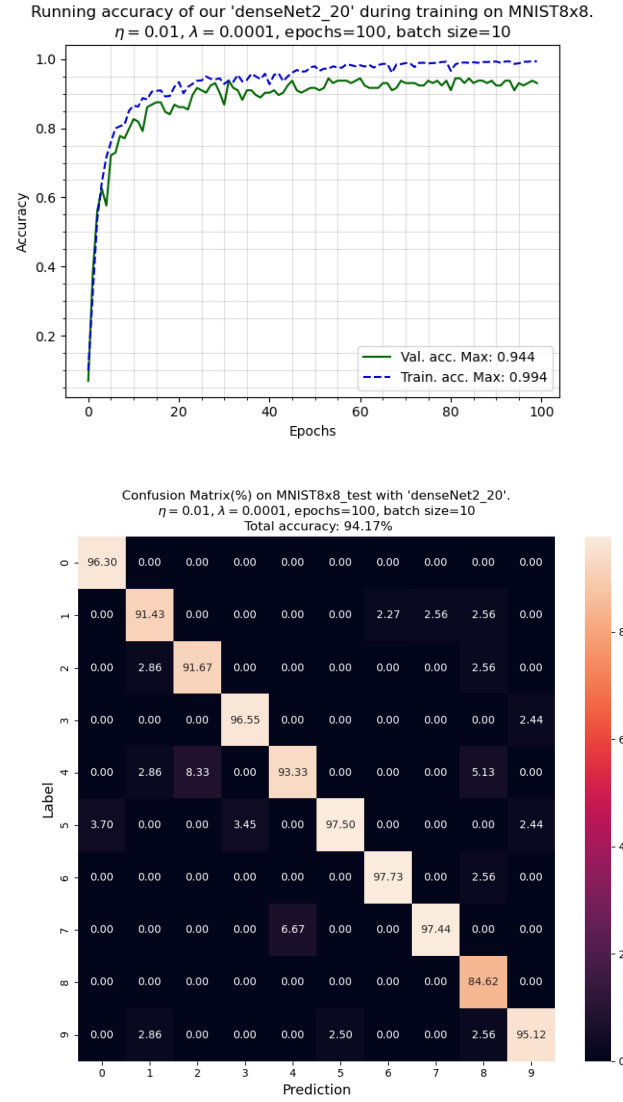 Running accuracy of our 'denseNet2_20' during training on MNIST8x8.
η = 0.01, λ = 0.0001, epochs=100, batch size=10
1.0
0.8
0.6
0.4
0.2
Accuracy
Val. acc. Max: 0.944
Train. acc. Max: 0.994
0 20 40 60 80 100
Epochs
Confusion Matrix(%) on MNIST8x8_test with 'denseNet2_20'.
η = 0.01, λ = 0.0001, epochs=100, batch size=10
Total accuracy: 94.17%
0 96.30 0.00 0.00 0.00 0.00 0.00 0.00 0.00 0.00 0.00
1 0.00 91.43 0.00 0.00 0.00 0.00 2.27 2.56 2.56 0.00
2 0.00 2.86 91.67 0.00 0.00 0.00 0.00 0.00 2.56 0.00
3 0.00 0.00 0.00 96.55 0.00 0.00 0.00 0.00 0.00 2.44
4 0.00 2.86 8.33 0.00 93.33 0.00 0.00 0.00 5.13 0.00
5 3.70 0.00 0.00 3.45 0.00 97.50 0.00 0.00 0.00 2.44
6 0.00 0.00 0.00 0.00 0.00 0.00 97.73 0.00 2.56 0.00
7 0.00 0.00 0.00 0.00 6.67 0.00 0.00 97.44 0.00 0.00
8 0.00 0.00 0.00 0.00 0.00 0.00 0.00 0.00 84.62 0.00
9 0.00 2.86 0.00 0.00 0.00 2.50 0.00 0.00 2.56 95.12
Label
0 1 2 3 4 5 6 7 8 9
Prediction
8
6
4
2
0